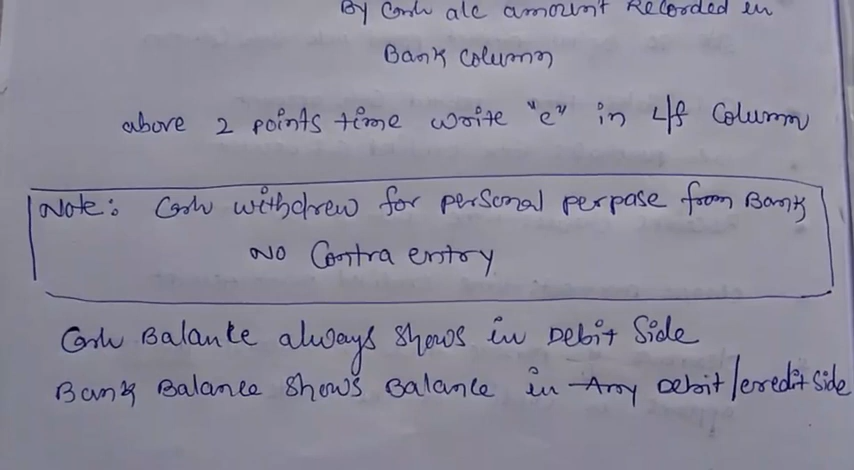 By Cash a/c amount Recorded in
Bank Column
above 2 points time write "c" in L/f Column
Note: Cash withdrew for personal perpase from Bank
No Contra entry
Cash Balance always shows in Debit Side
Bank Balance shows Balance in Any Debit/credit side